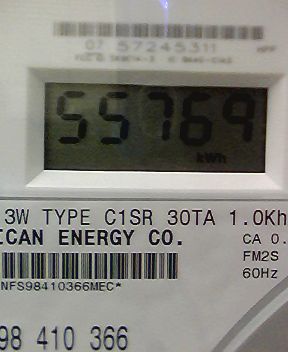 07 57245311
55769
kWh
3W TYPE C1SR 30TA 1.0Kh
ICAN ENERGY CO.
CA 0.
FM2S
60Hz
NFS98410366MEC*
98 410 366